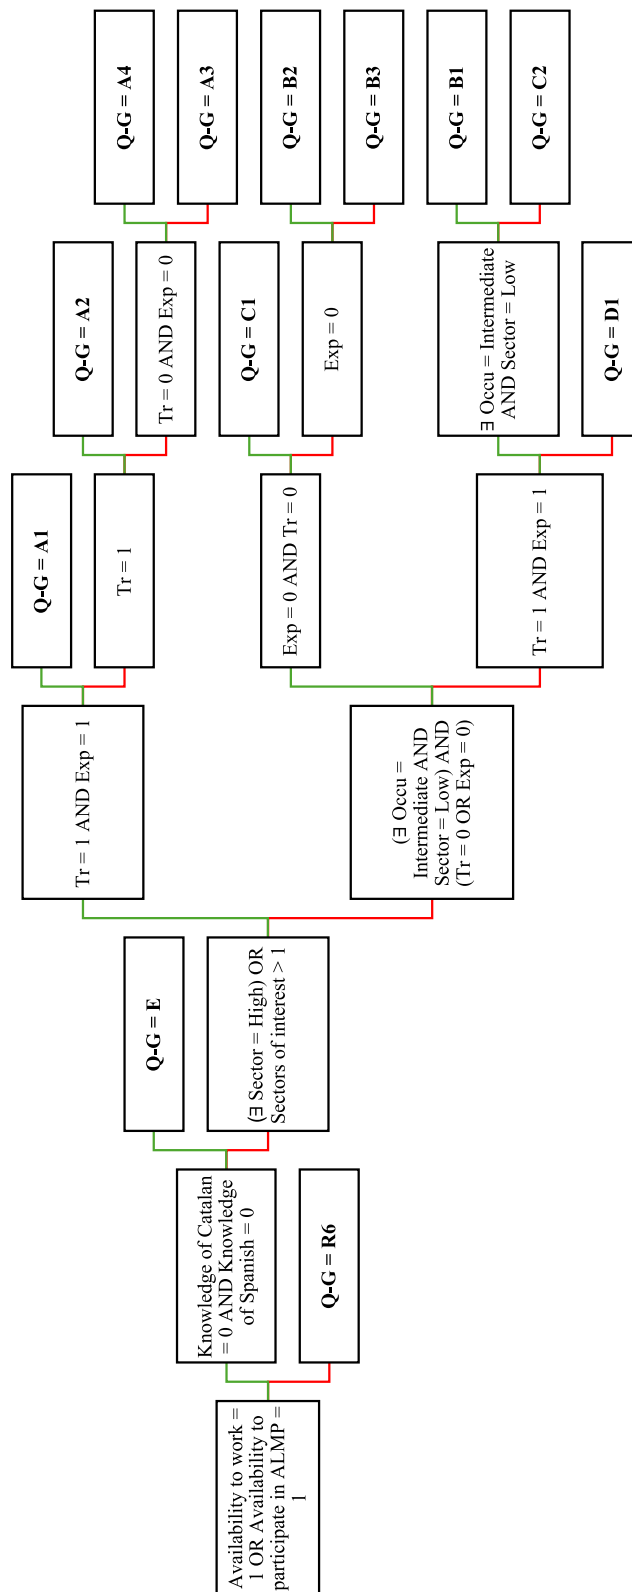 Availability to work =
1 OR Availability to
participate in ALMP =
1
Knowledge of Catalan
= 0 AND Knowledge
of Spanish = 0
Q-G = R6
Q-G = E
(∃ Sector = High) OR
Sectors of interest > 1
Tr = 1 AND Exp = 1
(∃ Occu =
Intermediate AND
Sector = Low) AND
(Tr = 0 OR Exp = 0)
Q-G = A1
Tr = 1
Exp = 0 AND Tr = 0
Tr = 1 AND Exp = 1
Q-G = A2
Tr = 0 AND Exp = 0
Q-G = C1
Exp = 0
∃ Occu = Intermediate
AND Sector = Low
Q-G = D1
Q-G = A4
Q-G = A3
Q-G = B2
Q-G = B3
Q-G = B1
Q-G = C2